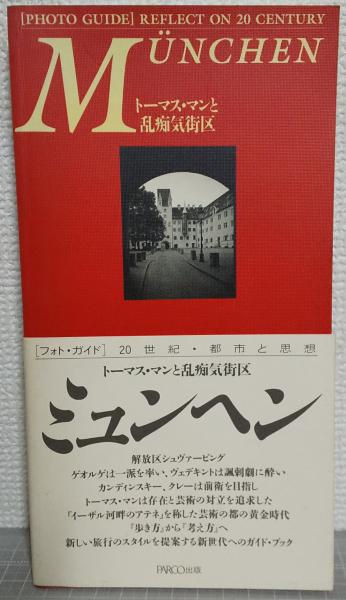 [PHOTO GUIDE] REFLECT ON 20 CENTURY
MÜNCHEN
トーマス・マンと
乱痴気街区
[フォト・ガイド] 20世紀・都市と思想
トーマス・マンと乱痴気街区
ミュンヘン
解放区シュヴァービング
ゲオルゲは一派を率い、ヴェデキントは諷刺劇に酔い
カンディンスキー、クレーは前衛を目指し
トーマス・マンは存在と芸術の対立を追求した
「イーザル河畔のアテネ」を称した芸術の都の黄金時代
『歩き方』から『考え方』へ
新しい旅行のスタイルを提案する新世代へのガイド・ブック
PARCO出版